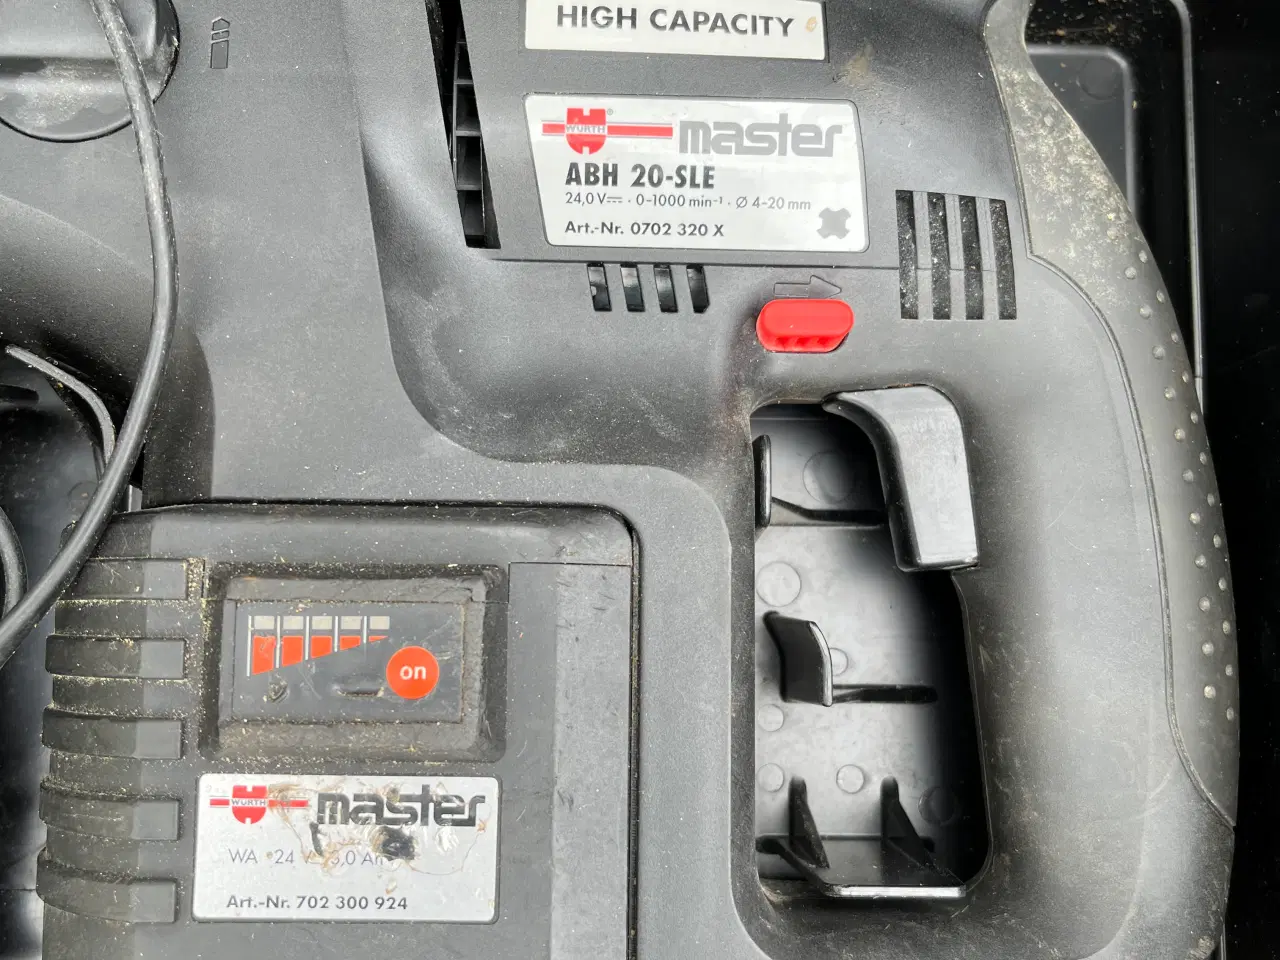 HIGH CAPACITY
WÜRTH ® master
ABH 20-SLE
24,0 V⎓ · 0-1000 min⁻¹ · Ø 4-20 mm
Art.-Nr. 0702 320 X
on
WÜRTH master
WA 24
Art.-Nr. 702 300 924